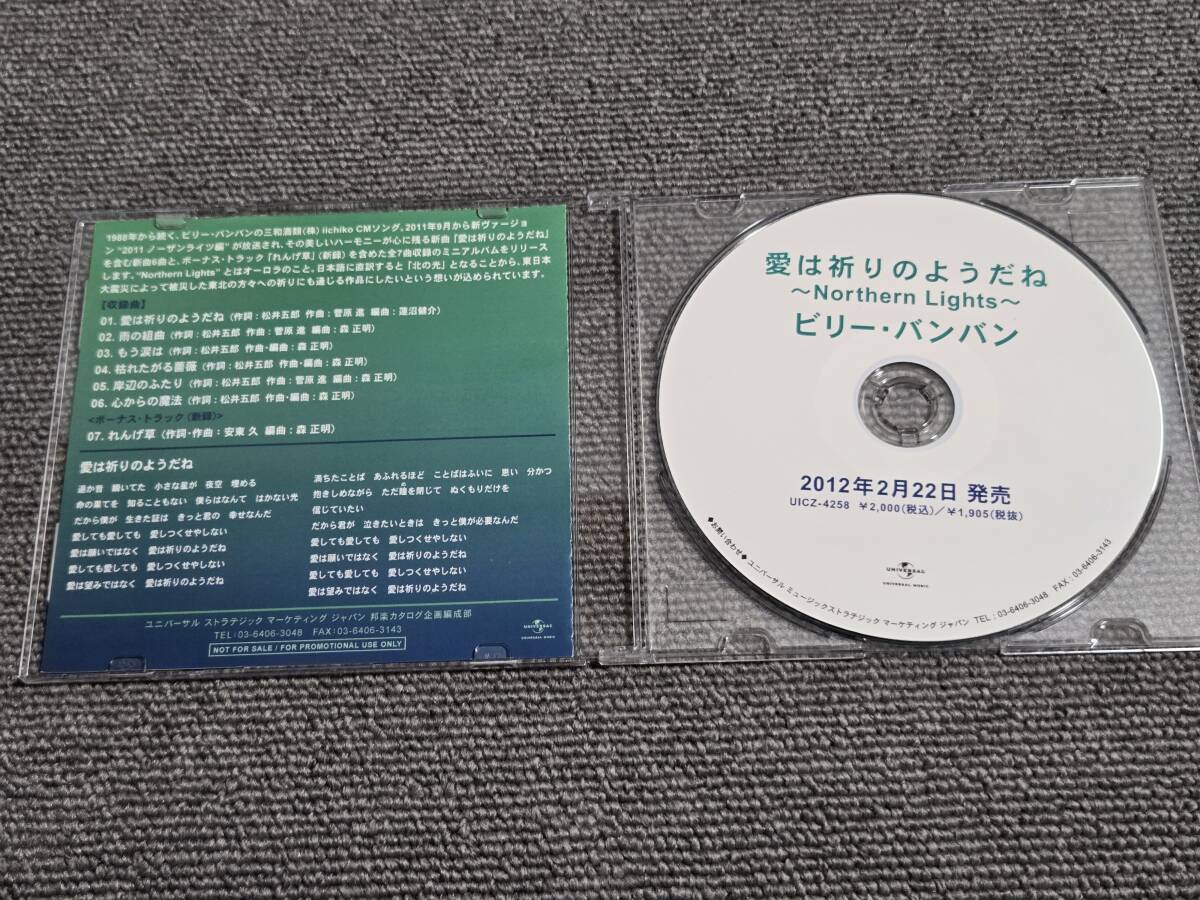 1988年から続く、ビリー・バンバンの三和酒類(株) iichiko CMソング。2011年9月から新ヴァージョ
ン"2011 ノーザンライツ編"が放送され、その美しいハーモニーが心に残る新曲「愛は祈りのようだね」
を含む新曲6曲と、ボーナス・トラック「れんげ草」(新録)を含めた全7曲収録のミニアルバムをリリース
します。"Northern Lights"とはオーロラのこと。日本語に直訳すると「北の光」となることから、東日本
大震災によって被災した東北の方々への祈りにも通じる作品にしたいという想いが込められています。
【収録曲】
01. 愛は祈りのようだね (作詞:松井五郎 作曲:菅原 進 編曲:蓮沼健介)
02. 雨の組曲 (作詞:松井五郎 作曲:菅原 進 編曲:森 正明)
03. もう涙は (作詞:松井五郎 作曲・編曲:森 正明)
04. 枯れたがる薔薇 (作詞:松井五郎 作曲・編曲:森 正明)
05. 岸辺のふたり (作詞:松井五郎 作曲:菅原 進 編曲:森 正明)
06. 心からの魔法 (作詞:松井五郎 作曲・編曲:森 正明)
<ボーナス・トラック(新録)>
07. れんげ草 (作詞・作曲:安東 久 編曲:森 正明)
愛は祈りのようだね
遥か昔 瞬いてた 小さな星が 夜空 埋める
命の果てを 知ることもない 僕らはなんて はかない光
だから僕が 生きた証は きっと君の 幸せなんだ
愛しても愛しても 愛しつくせやしない
愛は願いではなく 愛は祈りのようだね
愛しても愛しても 愛しつくせやしない
愛は望みではなく 愛は祈りのようだね
満ちたことば あふれるほど ことばはふいに 思い 分かつ
抱きしめながら ただ瞳を閉じて ぬくもりだけを
信じていたい
だから君が 泣きたいときは きっと僕が必要なんだ
愛しても愛しても 愛しつくせやしない
愛は願いではなく 愛は祈りのようだね
愛しても愛しても 愛しつくせやしない
愛は望みではなく 愛は祈りのようだね
ユニバーサル ストラテジック マーケティング ジャパン 邦楽カタログ企画編成部
TEL:03-6406-3048 FAX:03-6406-3143
NOT FOR SALE / FOR PROMOTIONAL USE ONLY
UNIVERSAL
UNIVERSAL MUSIC
愛は祈りのようだね
～Northern Lights～
ビリー・バンバン
2012年2月22日 発売
UICZ-4258 ¥2,000(税込)/¥1,905(税抜)
UNIVERSAL
UNIVERSAL MUSIC
◆お問い合わせ◆ ユニバーサル ミュージックストラテジック マーケティング ジャパン TEL:03-6406-3048 FAX:03-6406-3143